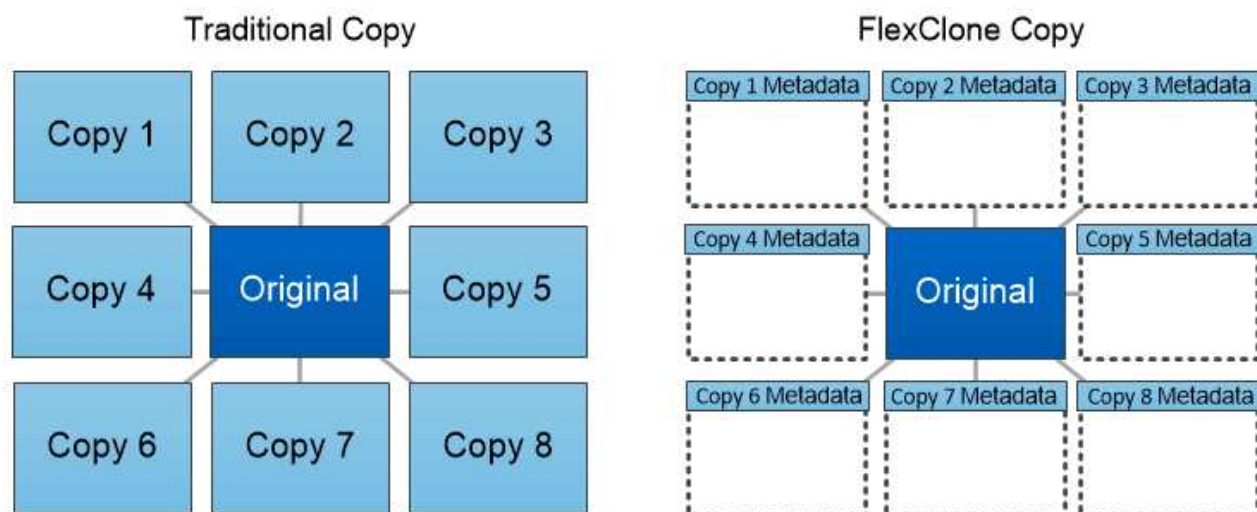 Traditional Copy
Copy 1
Copy 2
Copy 3
Copy 4
Original
Copy 5
Copy 6
Copy 7
Copy 8
FlexClone Copy
Copy 1 Metadata
Copy 2 Metadata
Copy 3 Metadata
Copy 4 Metadata
Original
Copy 5 Metadata
Copy 6 Metadata
Copy 7 Metadata
Copy 8 Metadata